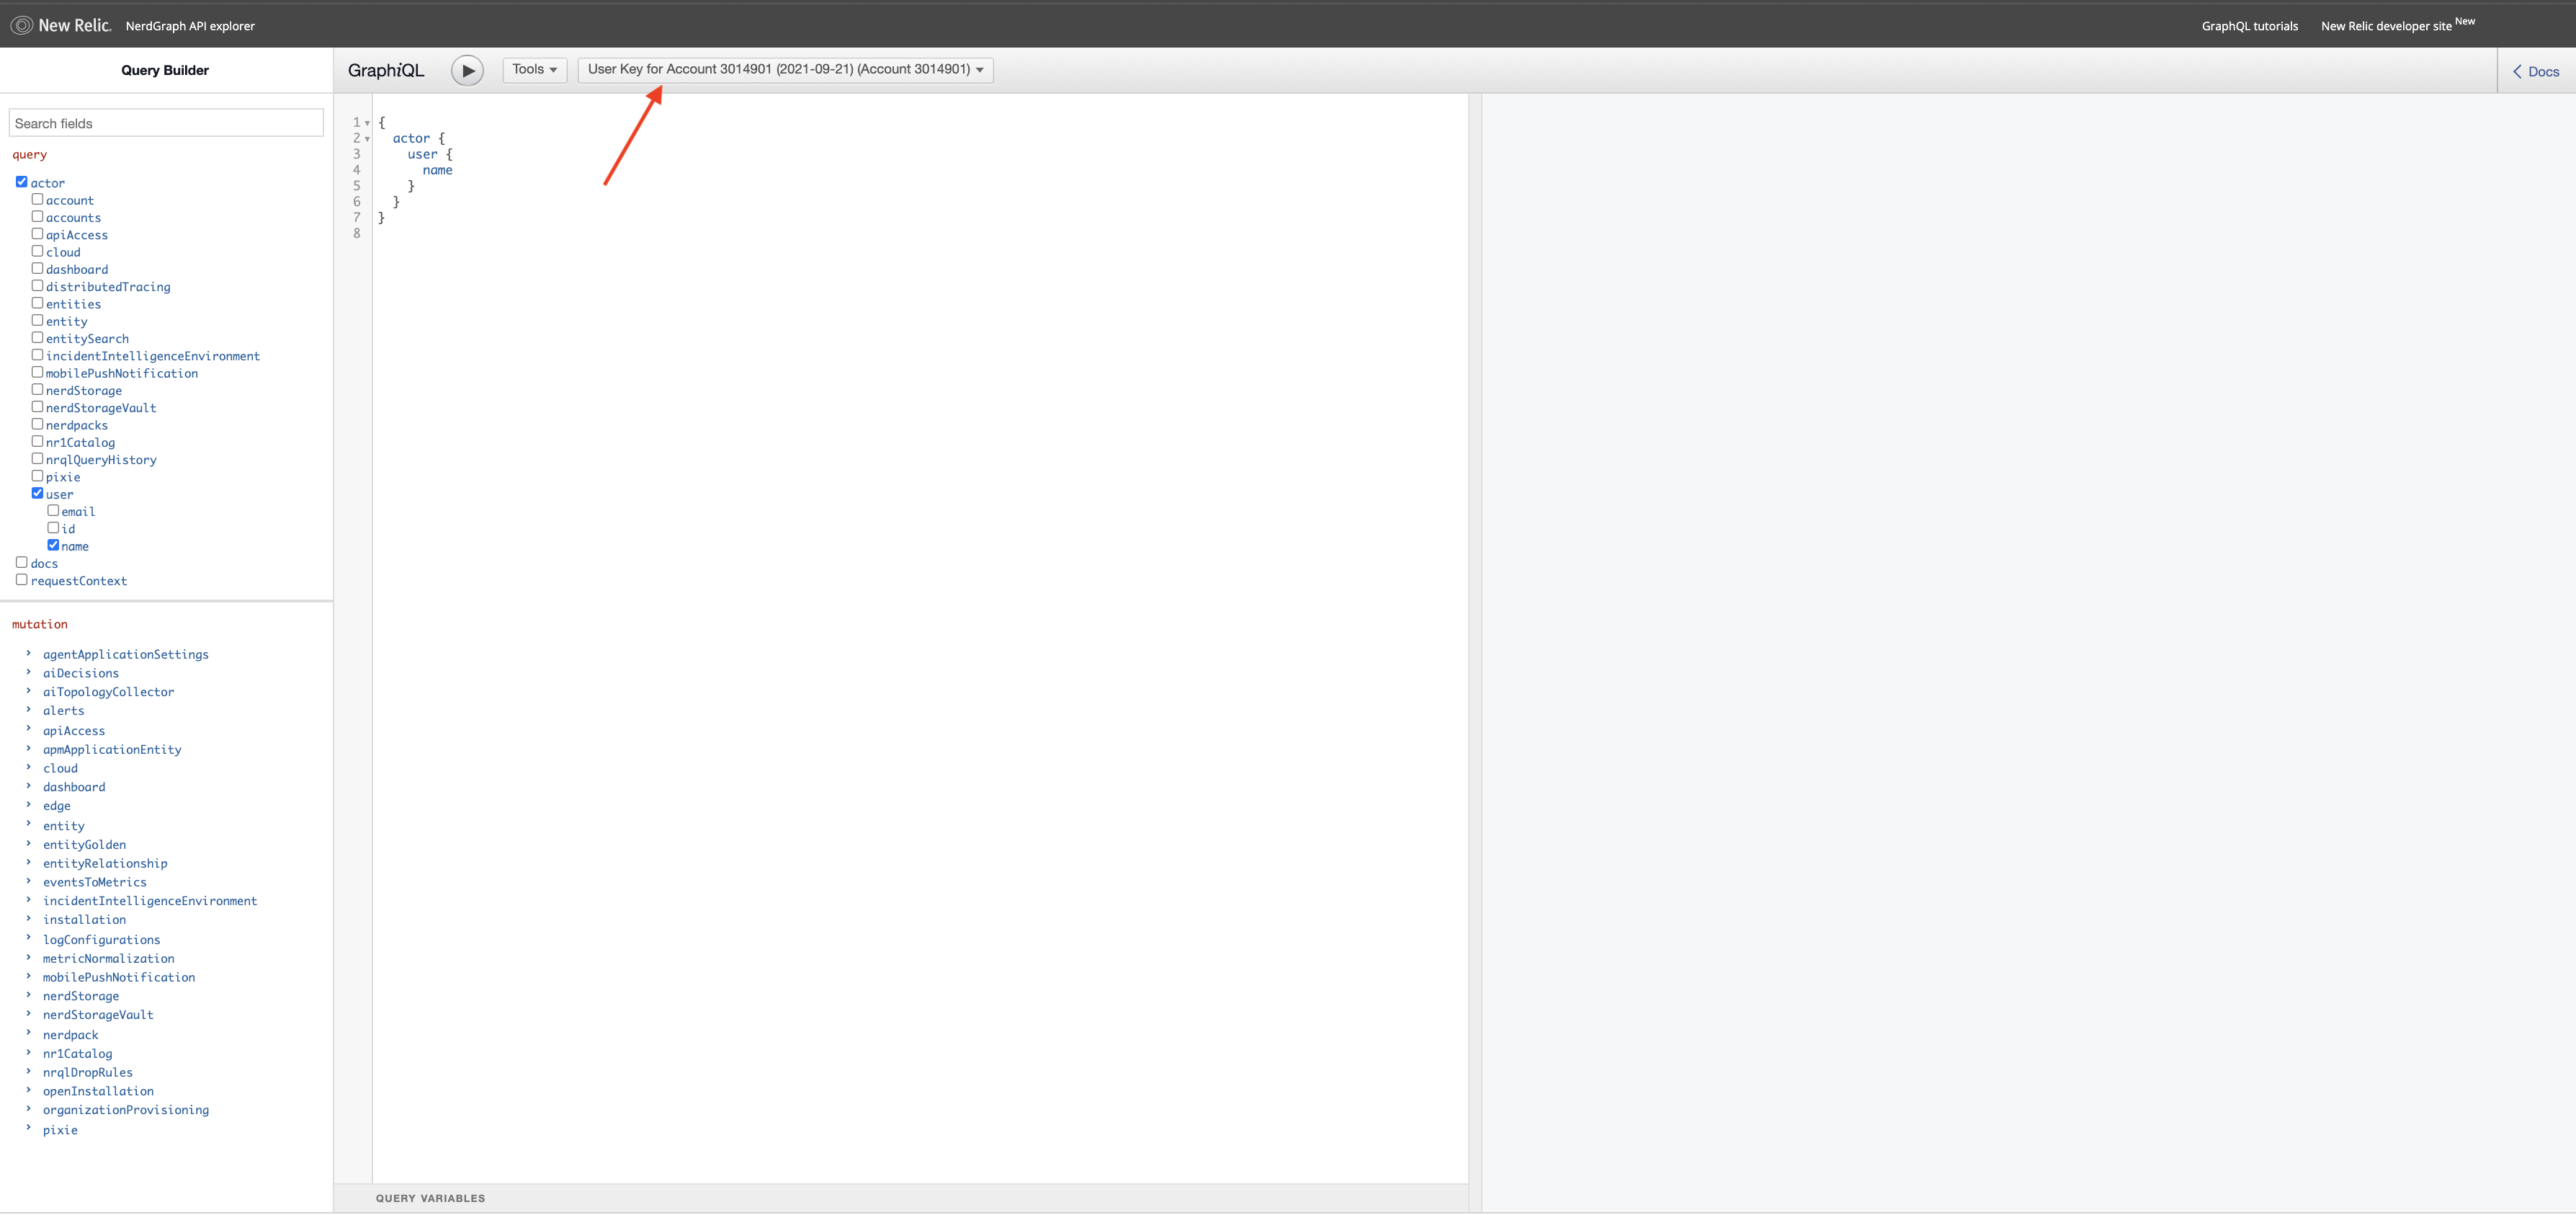 New Relic. NerdGraph API explorer GraphQL tutorials New Relic developer site New
Query Builder
GraphiQL Tools User Key for Account 3014901 (2021-09-21) (Account 3014901) Docs
Search fields
query
actor
account
accounts
apiAccess
cloud
dashboard
distributedTracing
entities
entity
entitySearch
incidentIntelligenceEnvironment
mobilePushNotification
nerdStorage
nerdStorageVault
nerdpacks
nr1Catalog
nrqlQueryHistory
pixie
user
email
id
name
docs
requestContext
mutation
agentApplicationSettings
aiDecisions
aiTopologyCollector
alerts
apiAccess
apmApplicationEntity
cloud
dashboard
edge
entity
entityGolden
entityRelationship
eventsToMetrics
incidentIntelligenceEnvironment
installation
logConfigurations
metricNormalization
mobilePushNotification
nerdStorage
nerdStorageVault
nerdpack
nr1Catalog
nrqlDropRules
openInstallation
organizationProvisioning
pixie
1 {
2 actor {
3 user {
4 name
5 }
6 }
7 }
8
QUERY VARIABLES